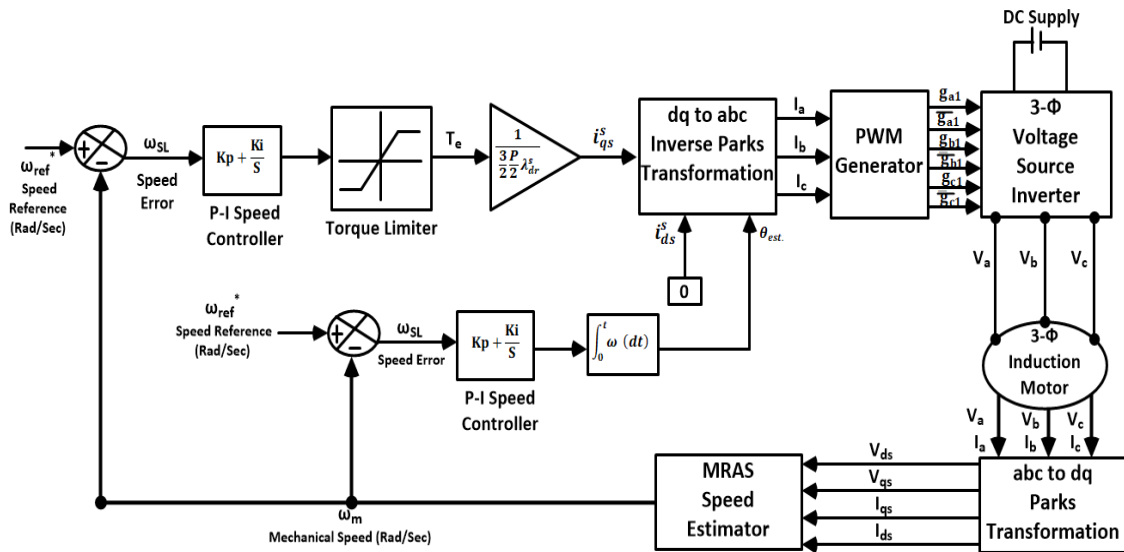 DC Supply
ω_ref*
Speed
Reference
(Rad/Sec)
+
−
ω_SL
Speed
Error
Kp + Ki/S
P-I Speed
Controller
Torque Limiter
T_e
1 / (3/2 P/2 λ^s_dr)
i^s_qs
dq to abc
Inverse Parks
Transformation
i^s_ds
0
θ_est.
I_a
I_b
I_c
PWM
Generator
g_a1
g̅_a1
g_b1
g̅_b1
g_c1
g̅_c1
3-Φ
Voltage
Source
Inverter
V_a
V_b
V_c
ω_ref*
Speed Reference
(Rad/Sec)
+
−
ω_SL
Speed Error
Kp + Ki/S
P-I Speed
Controller
∫_0^t ω (dt)
3-Φ
Induction
Motor
V_a V_b V_c
I_a I_b I_c
abc to dq
Parks
Transformation
V_ds
V_qs
I_qs
I_ds
MRAS
Speed
Estimator
ω_m
Mechanical Speed (Rad/Sec)